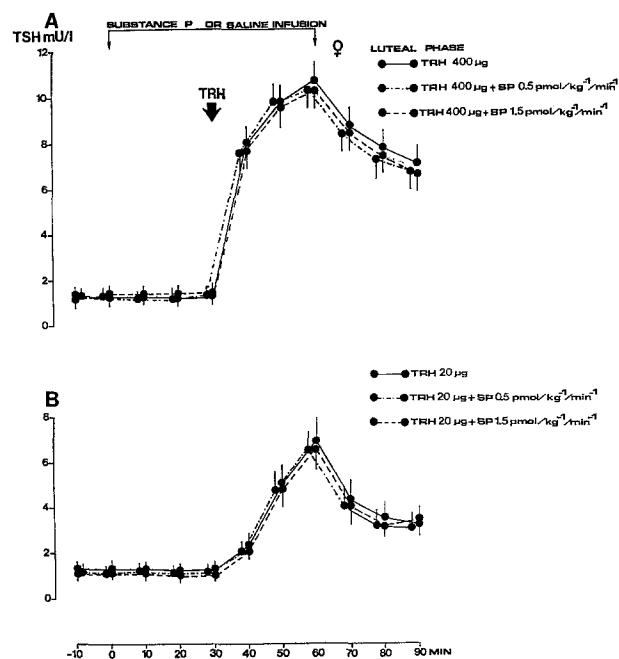 A
SUBSTANCE P OR SALINE INFUSION
TSH mU/l
♀
LUTEAL PHASE
TRH 400 µg
TRH 400 µg + SP 0.5 pmol/kg⁻¹/min⁻¹
TRH 400 µg + SP 1.5 pmol/kg⁻¹/min⁻¹
TRH
12
10
8
6
4
2
0
B
TRH 20 µg
TRH 20 µg + SP 0.5 pmol/kg⁻¹/min⁻¹
TRH 20 µg + SP 1.5 pmol/kg⁻¹/min⁻¹
8
6
4
2
0
-10 0 10 20 30 40 50 60 70 80 90 MIN